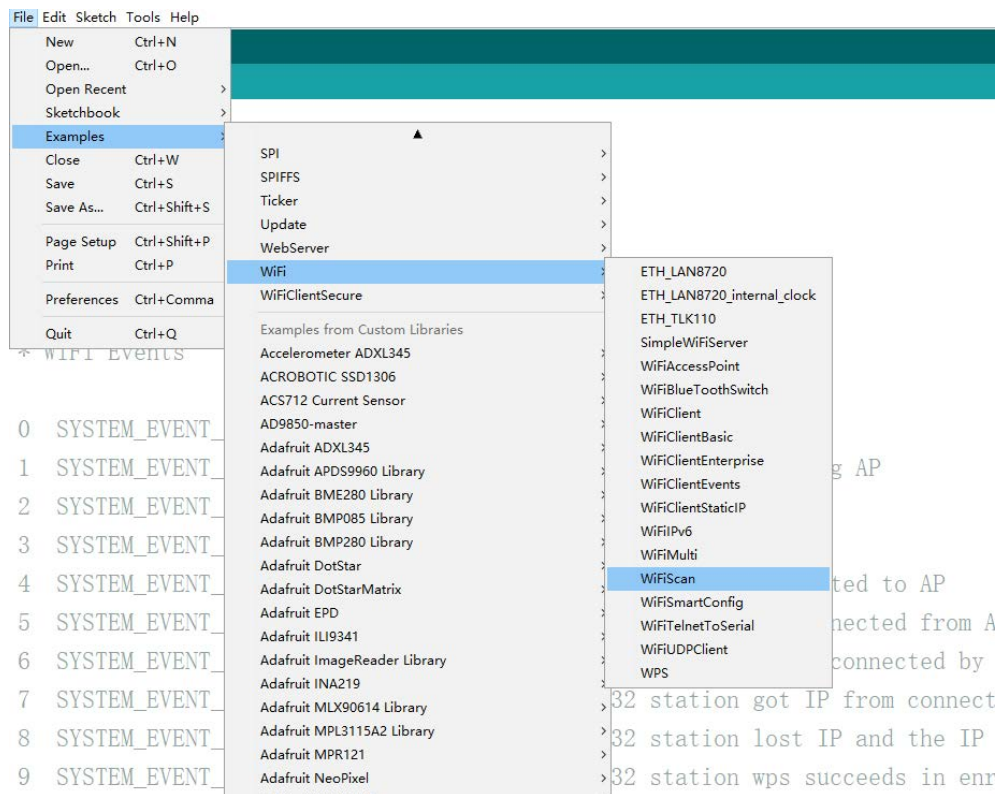 File Edit Sketch Tools Help
New Ctrl+N
Open... Ctrl+O
Open Recent
Sketchbook
Examples
Close Ctrl+W
Save Ctrl+S
Save As... Ctrl+Shift+S
Page Setup Ctrl+Shift+P
Print Ctrl+P
Preferences Ctrl+Comma
Quit Ctrl+Q
SPI
SPIFFS
Ticker
Update
WebServer
WiFi
WiFiClientSecure
Examples from Custom Libraries
Accelerometer ADXL345
ACROBOTIC SSD1306
ACS712 Current Sensor
AD9850-master
Adafruit ADXL345
Adafruit APDS9960 Library
Adafruit BME280 Library
Adafruit BMP085 Library
Adafruit BMP280 Library
Adafruit DotStar
Adafruit DotStarMatrix
Adafruit EPD
Adafruit ILI9341
Adafruit ImageReader Library
Adafruit INA219
Adafruit MLX90614 Library
Adafruit MPL3115A2 Library
Adafruit MPR121
Adafruit NeoPixel
ETH_LAN8720
ETH_LAN8720_internal_clock
ETH_TLK110
SimpleWiFiServer
WiFiAccessPoint
WiFiBlueToothSwitch
WiFiClient
WiFiClientBasic
WiFiClientEnterprise
WiFiClientEvents
WiFiClientStaticIP
WiFiIPv6
WiFiMulti
WiFiScan
WiFiSmartConfig
WiFiTelnetToSerial
WiFiUDPClient
WPS
* WiFi Events
0 SYSTEM_EVENT_
1 SYSTEM_EVENT_ g AP
2 SYSTEM_EVENT_
3 SYSTEM_EVENT_
4 SYSTEM_EVENT_ ted to AP
5 SYSTEM_EVENT_ nected from A
6 SYSTEM_EVENT_ connected by
7 SYSTEM_EVENT_ 32 station got IP from connect
8 SYSTEM_EVENT_ 32 station lost IP and the IP
9 SYSTEM_EVENT_ 32 station wps succeeds in enr